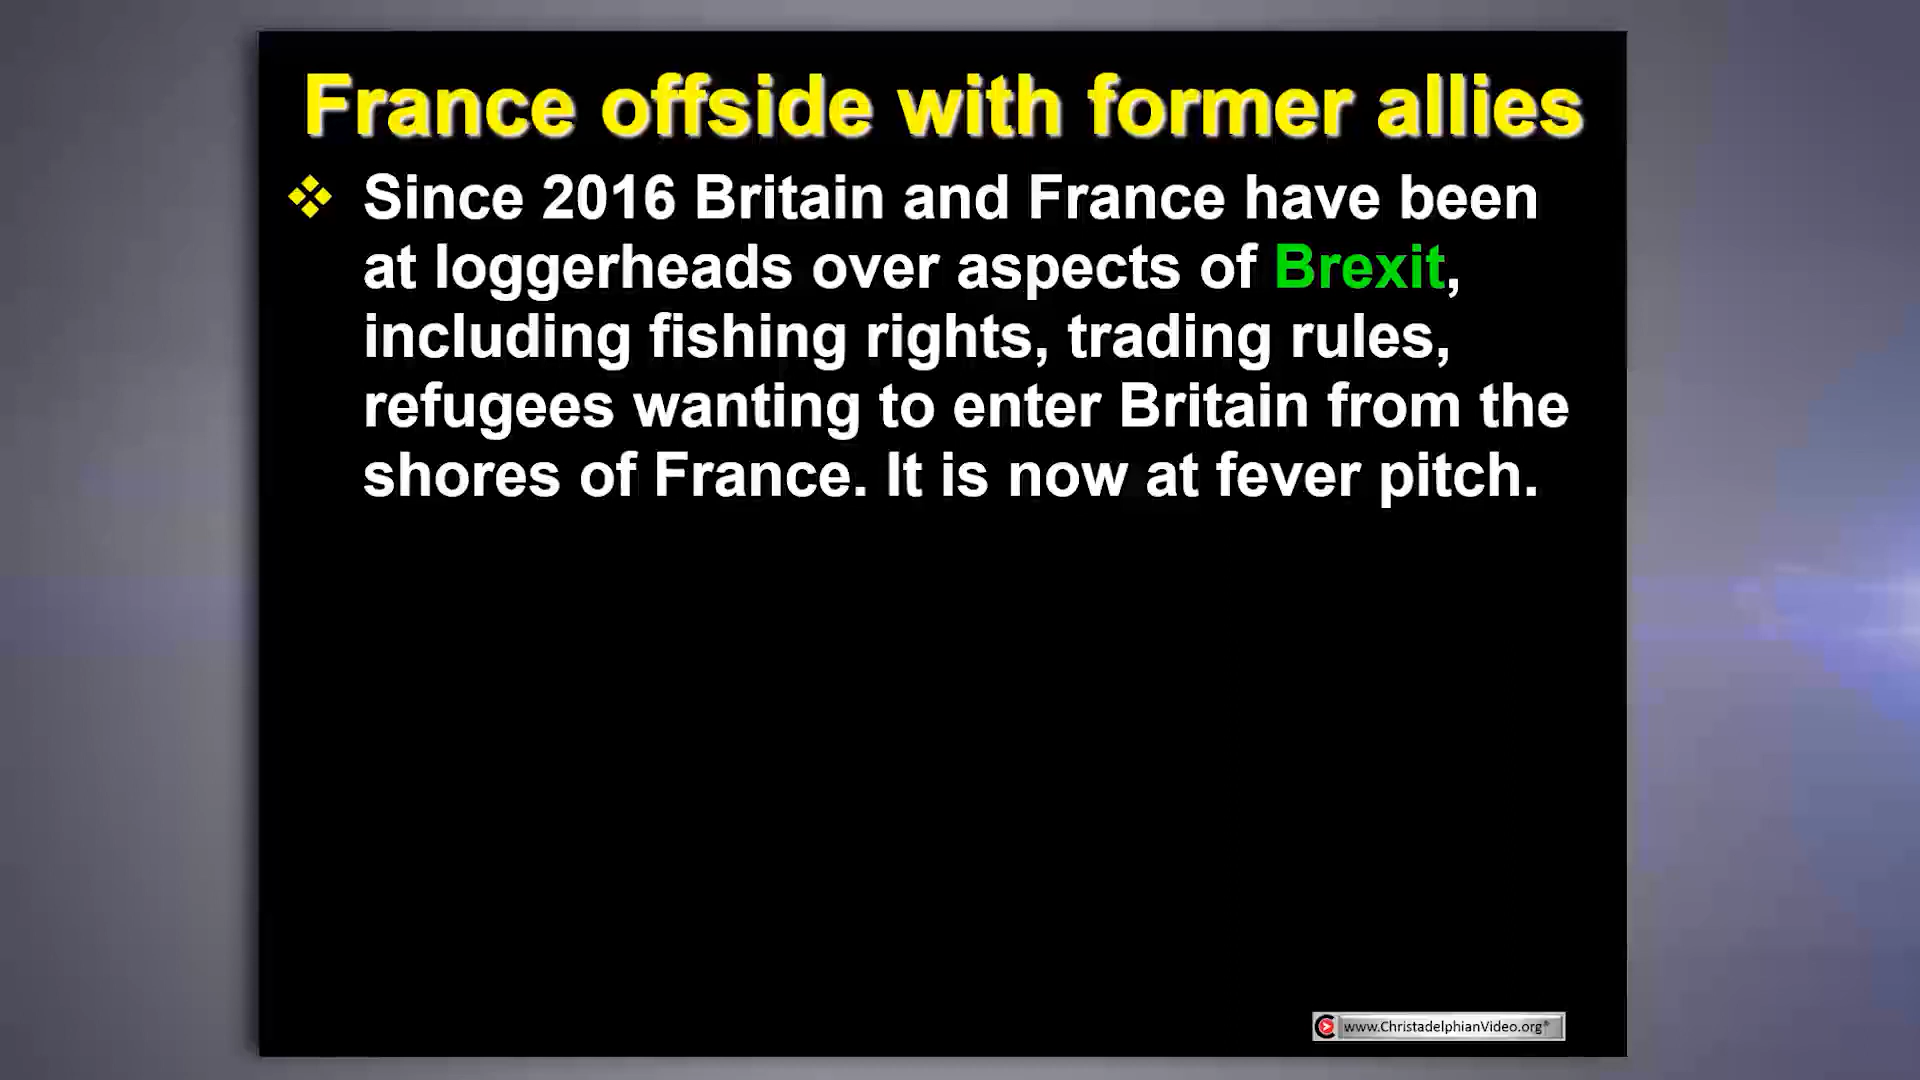 France offside with former allies
Since 2016 Britain and France have been
at loggerheads over aspects of Brexit,
including fishing rights, trading rules,
refugees wanting to enter Britain from the
shores of France. It is now at fever pitch.
www.ChristadelphianVideo.org®